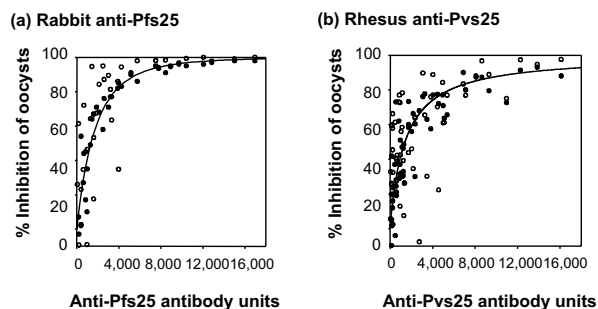 (a) Rabbit anti-Pfs25
% Inhibition of oocysts
100
80
60
40
20
0
0 4,000 8,000 12,000 16,000
Anti-Pfs25 antibody units
(b) Rhesus anti-Pvs25
% Inhibition of oocysts
100
80
60
40
20
0
0 4,000 8,000 12,000 16,000
Anti-Pvs25 antibody units